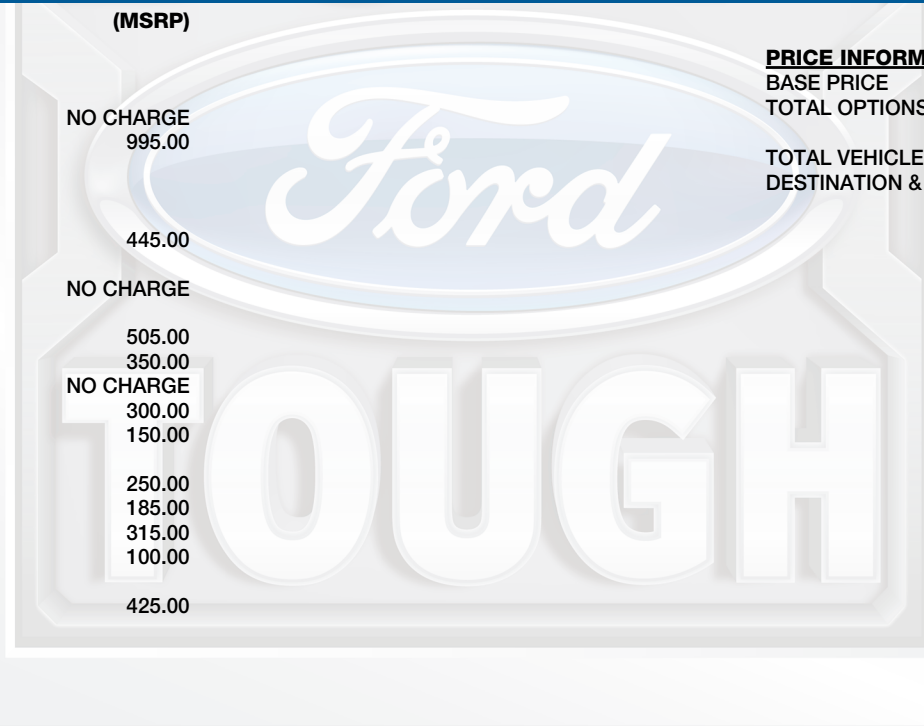 (MSRP)
NO CHARGE
995.00
445.00
NO CHARGE
505.00
350.00
NO CHARGE
300.00
150.00
250.00
185.00
315.00
100.00
425.00
PRICE INFORM
BASE PRICE
TOTAL OPTIONS
TOTAL VEHICLE
DESTINATION &
Ford
TOUGH